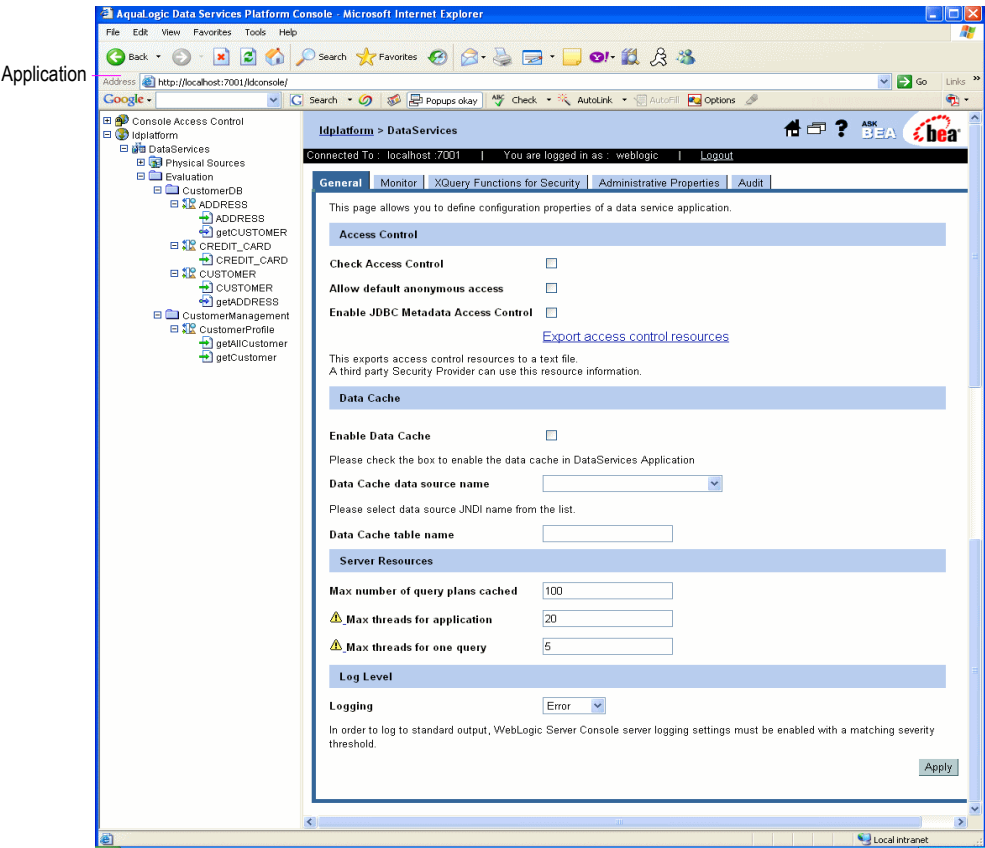 AquaLogic Data Services Platform Console - Microsoft Internet Explorer
File Edit View Favorites Tools Help
Back Search Favorites
Application
Address http://localhost:7001/ldconsole/ Go Links »
Google Search Popups okay ABC Check AutoLink AutoFill Options
Console Access Control
ldplatform
DataServices
Physical Sources
Evaluation
CustomerDB
ADDRESS
ADDRESS
getCUSTOMER
CREDIT_CARD
CREDIT_CARD
CUSTOMER
CUSTOMER
getADDRESS
CustomerManagement
CustomerProfile
getAllCustomer
getCustomer
ldplatform > DataServices ? ASK BEA bea
Connected To : localhost :7001 | You are logged in as : weblogic | Logout
General Monitor XQuery Functions for Security Administrative Properties Audit
This page allows you to define configuration properties of a data service application.
Access Control
Check Access Control
Allow default anonymous access
Enable JDBC Metadata Access Control
Export access control resources
This exports access control resources to a text file.
A third party Security Provider can use this resource information.
Data Cache
Enable Data Cache
Please check the box to enable the data cache in DataServices Application
Data Cache data source name
Please select data source JNDI name from the list.
Data Cache table name
Server Resources
Max number of query plans cached 100
Max threads for application 20
Max threads for one query 5
Log Level
Logging Error
In order to log to standard output, WebLogic Server Console server logging settings must be enabled with a matching severity
threshold.
Apply
Local intranet